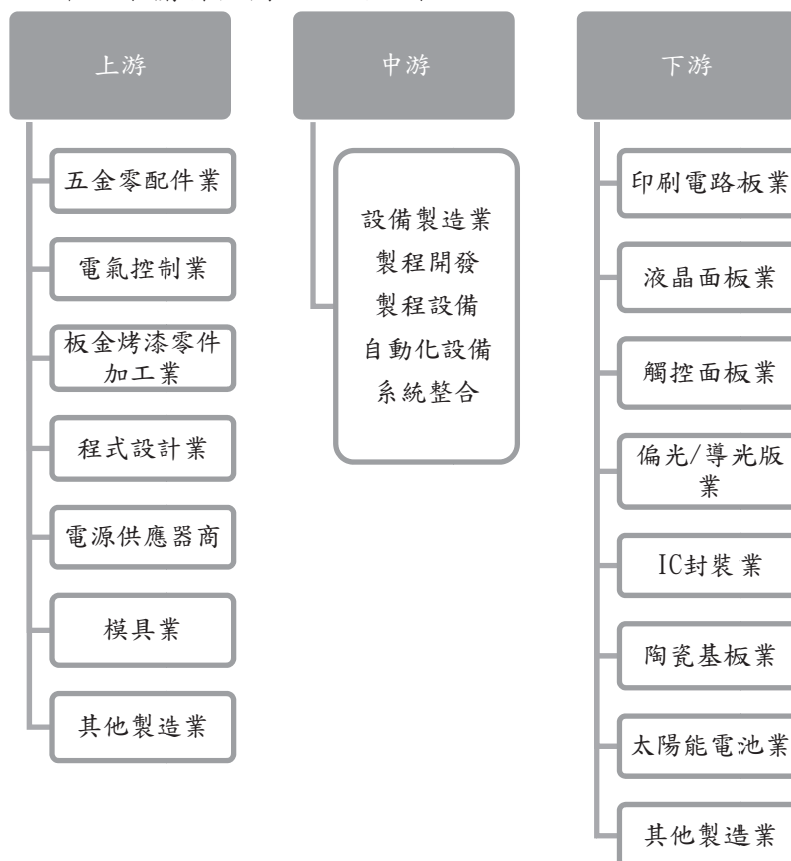 上游
五金零配件業
電氣控制業
板金烤漆零件
加工業
程式設計業
電源供應器商
模具業
其他製造業
中游
設備製造業
製程開發
製程設備
自動化設備
系統整合
下游
印刷電路板業
液晶面板業
觸控面板業
偏光/導光版
業
IC封裝業
陶瓷基板業
太陽能電池業
其他製造業